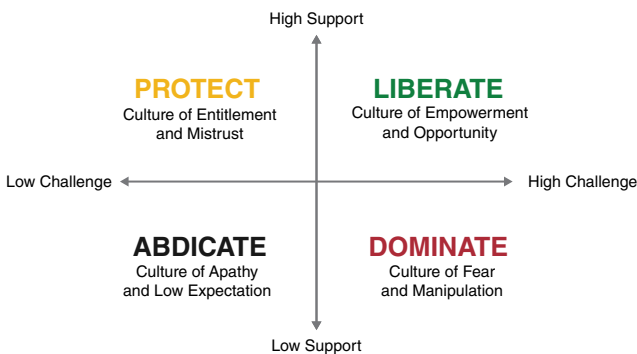 High Support
PROTECT
Culture of Entitlement
and Mistrust
LIBERATE
Culture of Empowerment
and Opportunity
Low Challenge
High Challenge
ABDICATE
Culture of Apathy
and Low Expectation
DOMINATE
Culture of Fear
and Manipulation
Low Support